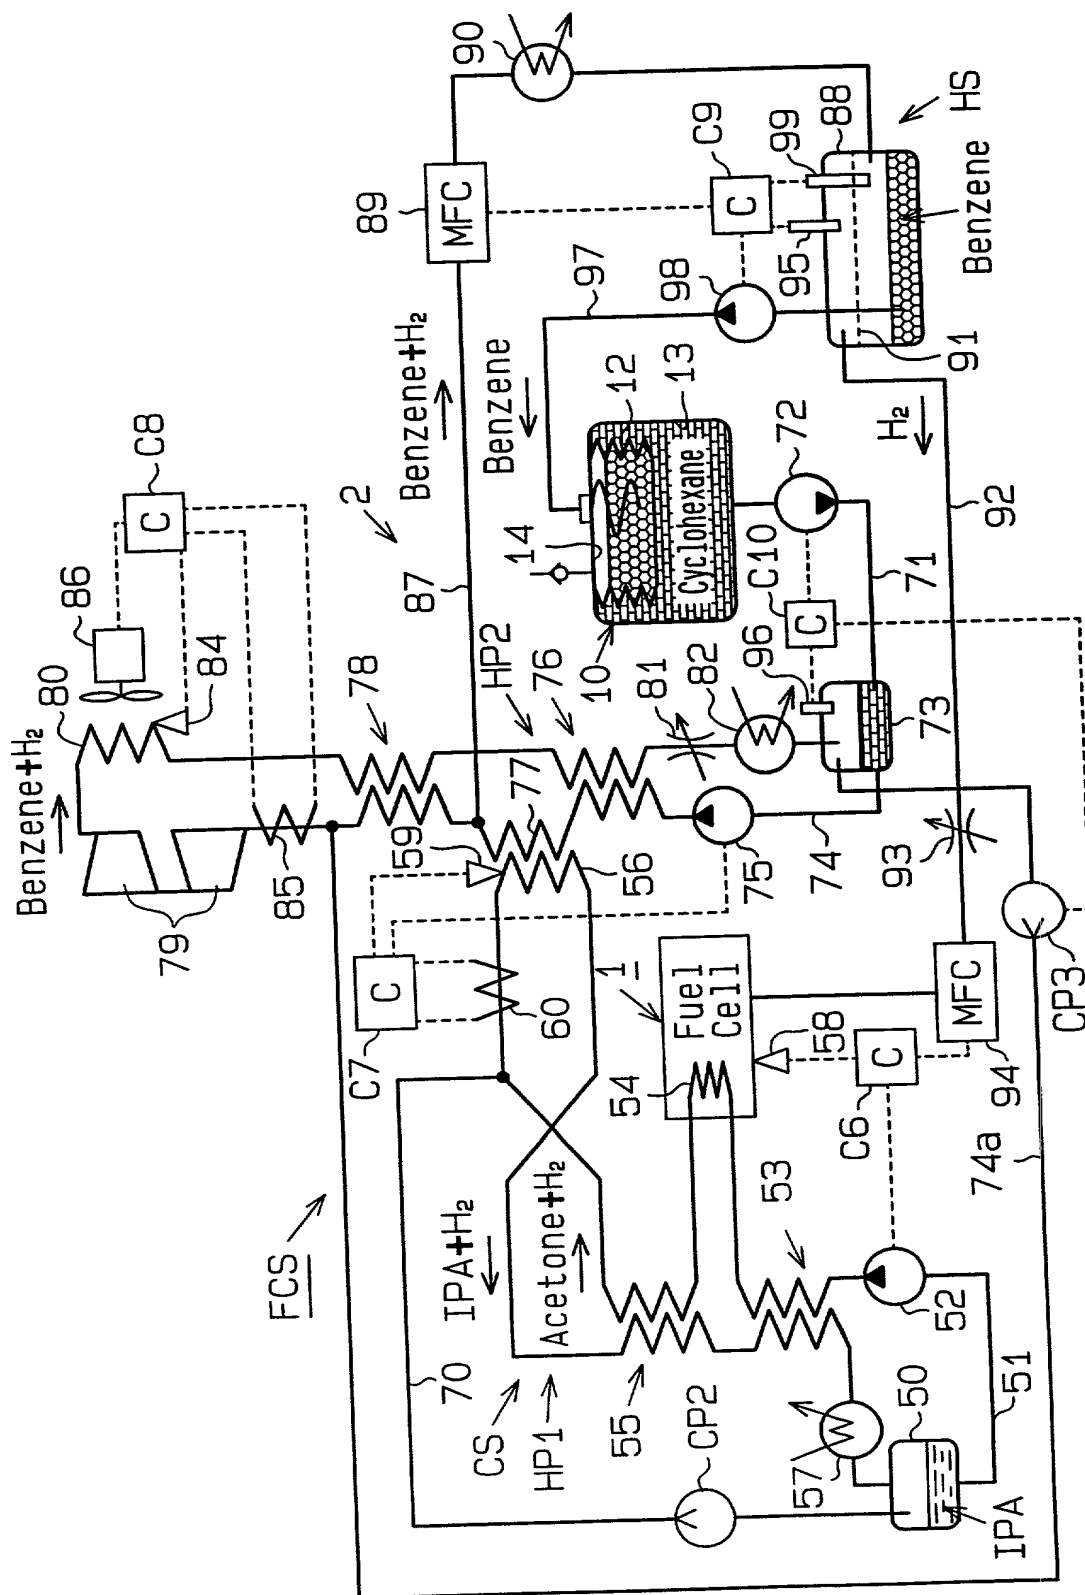 FCS
2
Benzene+H2
80
86
C8
C
84
79
85
78
HP2
76
77
59
C7
C
60
56
70
IPA+H2
Acetone+H2
CS
HP1
55
53
54
1
Fuel
Cell
58
C6
C
94
MFC
CP2
57
50
IPA
51
52
74a
CP3
93
74
75
81
82
96
C10
C
73
71
72
10
14
12
13
Cyclohexane
Benzene
87
Benzene+H2
89
MFC
90
C9
C
97
98
95
99
88
HS
Benzene
91
H2
92